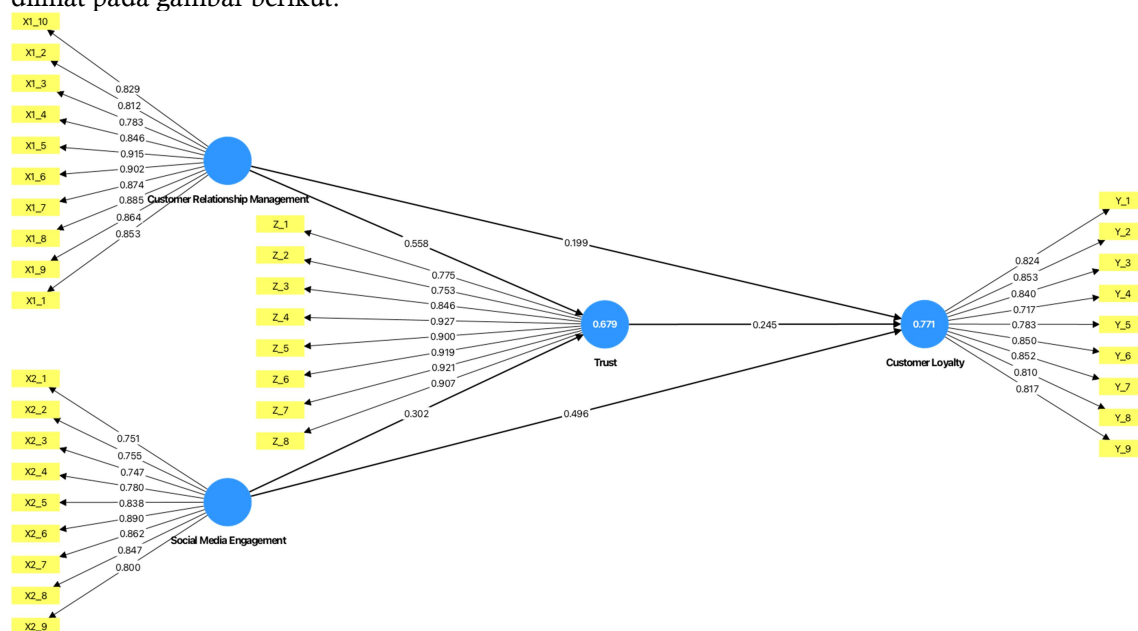 dilihat pada gambar berikut:
X1_10
X1_2
X1_3
X1_4
X1_5
X1_6
X1_7
X1_8
X1_9
X1_1
0.829
0.812
0.783
0.846
0.915
0.902
0.874
0.885
0.864
0.853
Customer Relationship Management
Z_1
Z_2
Z_3
Z_4
Z_5
Z_6
Z_7
Z_8
0.775
0.753
0.846
0.927
0.900
0.919
0.921
0.907
0.558
0.199
0.679
Trust
0.245
0.302
0.496
X2_1
X2_2
X2_3
X2_4
X2_5
X2_6
X2_7
X2_8
X2_9
0.751
0.755
0.747
0.780
0.838
0.890
0.862
0.847
0.800
Social Media Engagement
0.771
Customer Loyalty
0.824
0.853
0.840
0.717
0.783
0.850
0.852
0.810
0.817
Y_1
Y_2
Y_3
Y_4
Y_5
Y_6
Y_7
Y_8
Y_9